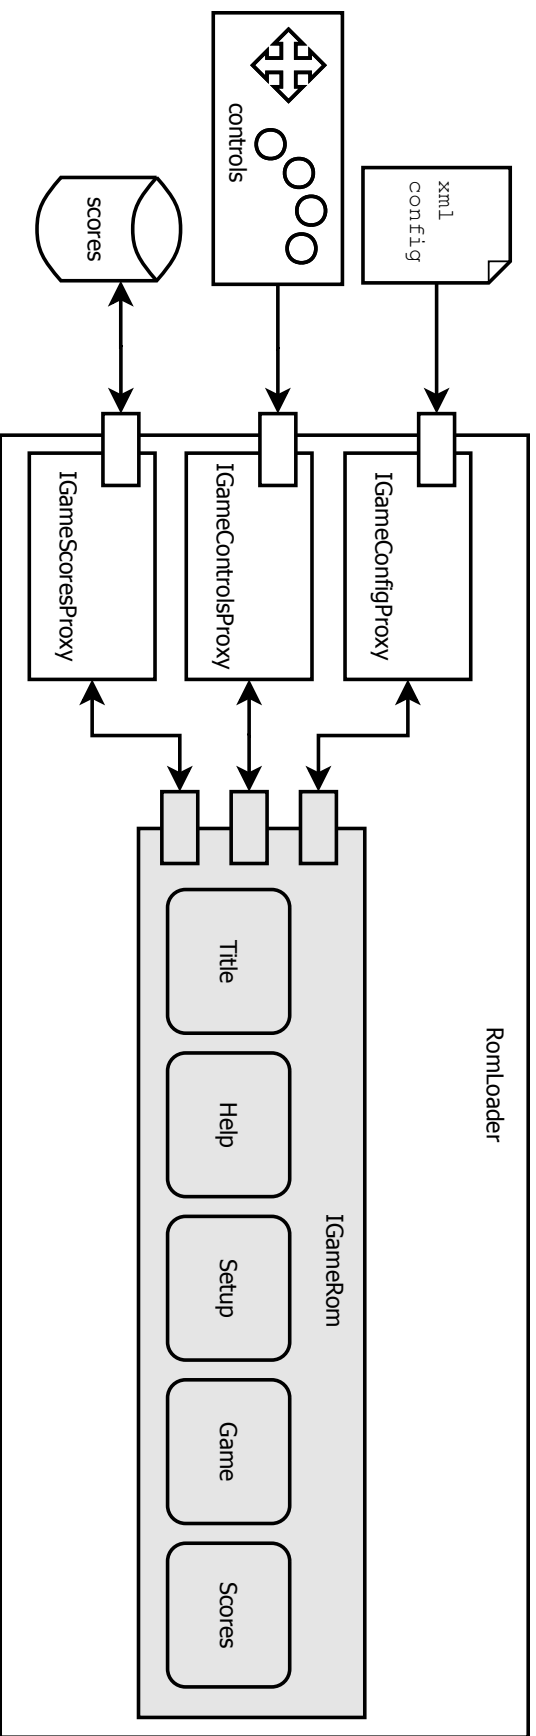 xml
config
controls
scores
RomLoader
IGameConfigProxy
IGameControlsProxy
IGameScoresProxy
IGameRom
Title
Help
Setup
Game
Scores